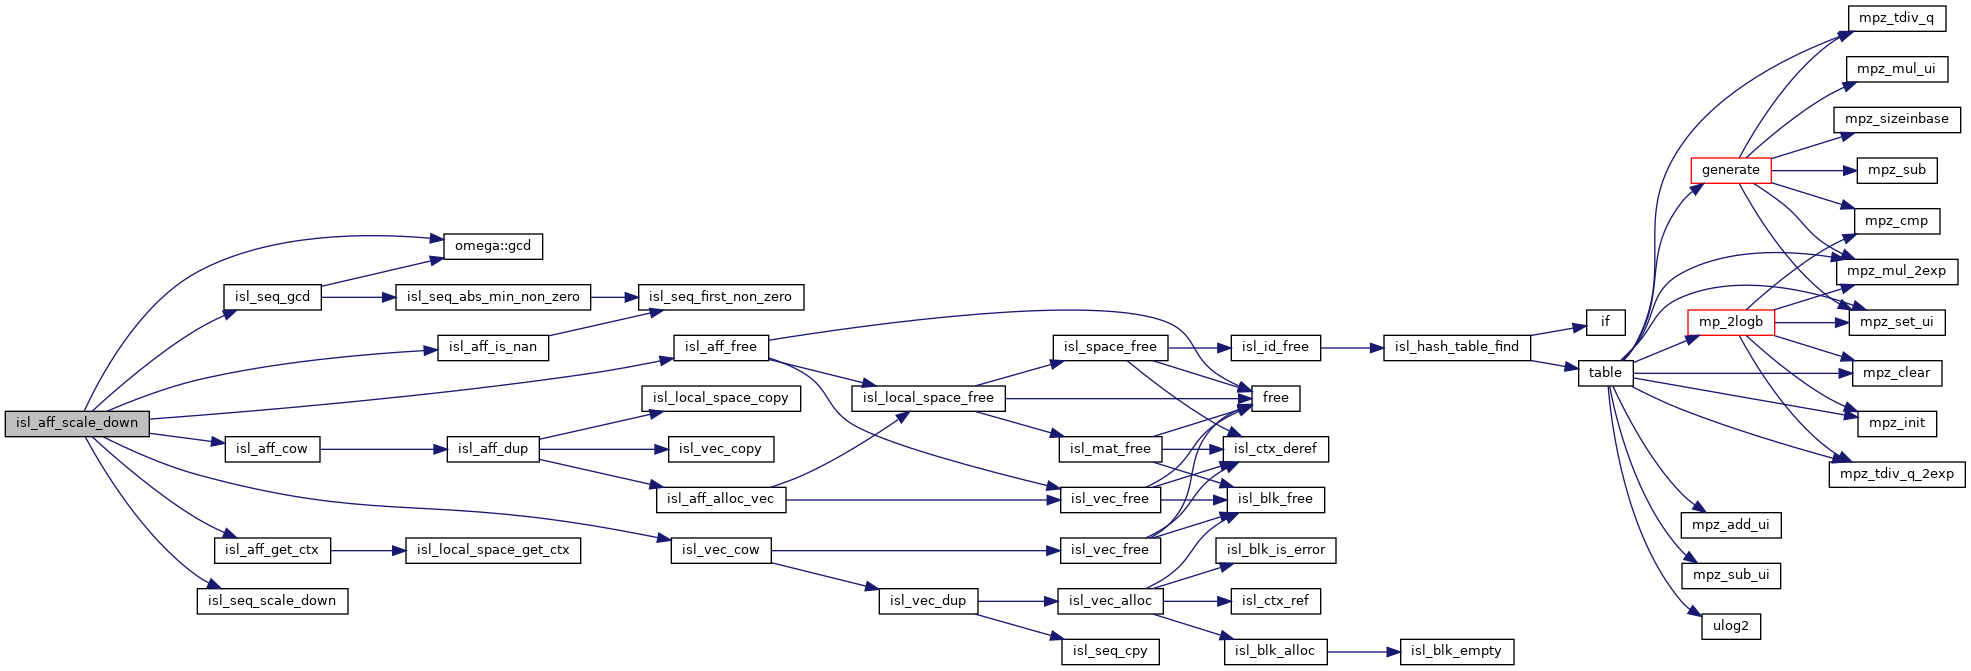 isl_aff_scale_down
omega::gcd
isl_seq_gcd
isl_seq_abs_min_non_zero
isl_seq_first_non_zero
isl_aff_is_nan
isl_aff_free
isl_local_space_copy
isl_aff_cow
isl_aff_dup
isl_vec_copy
isl_aff_alloc_vec
isl_aff_get_ctx
isl_local_space_get_ctx
isl_vec_cow
isl_seq_scale_down
isl_local_space_free
isl_vec_dup
isl_space_free
isl_mat_free
isl_vec_free
isl_vec_free
isl_vec_alloc
isl_seq_cpy
isl_id_free
free
isl_ctx_deref
isl_blk_free
isl_blk_is_error
isl_ctx_ref
isl_blk_alloc
isl_hash_table_find
isl_blk_empty
if
table
generate
mp_2logb
mpz_add_ui
mpz_sub_ui
ulog2
mpz_tdiv_q
mpz_mul_ui
mpz_sizeinbase
mpz_sub
mpz_cmp
mpz_mul_2exp
mpz_set_ui
mpz_clear
mpz_init
mpz_tdiv_q_2exp